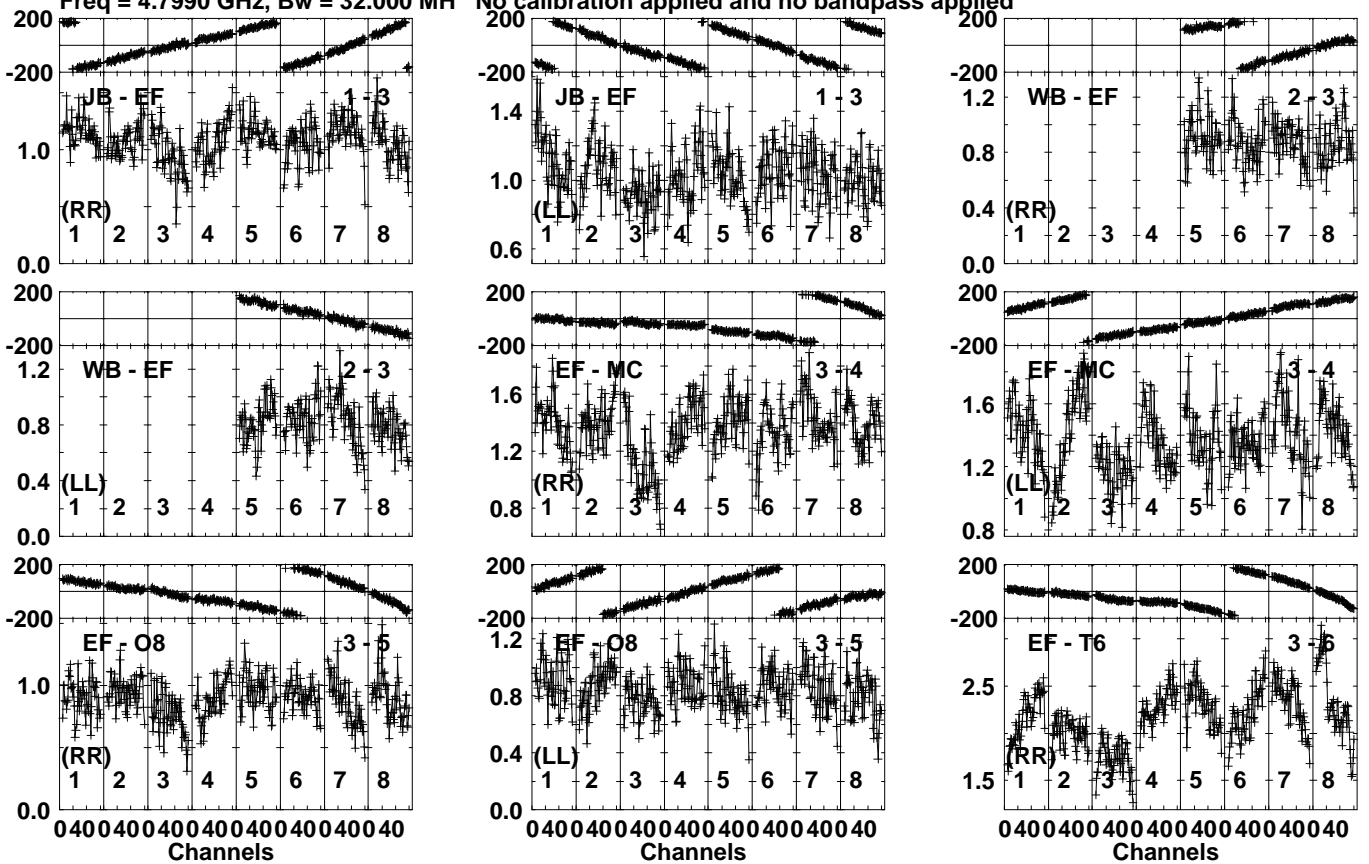 Freq = 4.7990 GHz, Bw = 32.000 MH No calibration applied and no bandpass applied
200
-200
JB - EF 1 - 3
1.0
(RR)
1 2 3 4 5 6 7 8
0.0
200
-200
JB - EF 1 - 3
1.4
1.0
(LL)
1 2 3 4 5 6 7 8
0.6
200
-200
1.2
WB - EF 2 - 3
0.8
0.4
(RR)
1 2 3 4 5 6 7 8
0.0
200
-200
1.2
WB - EF 2 - 3
0.8
0.4
(LL)
1 2 3 4 5 6 7 8
0.0
200
-200
EF - MC 3 - 4
1.6
1.2
(RR)
0.8
1 2 3 4 5 6 7 8
200
-200
EF - MC 3 - 4
1.6
1.2
(LL)
1 2 3 4 5 6 7 8
0.8
200
-200
EF - O8 3 - 5
1.0
(RR)
1 2 3 4 5 6 7 8
0.0
0 40 0 40 0 40 0 40 0 40 0 40 0 40 0 40
Channels
200
-200
1.2
EF - O8 3 - 5
0.8
0.4
(LL)
1 2 3 4 5 6 7 8
0.0
0 40 0 40 0 40 0 40 0 40 0 40 0 40 0 40
Channels
200
-200
EF - T6 3 - 6
2.5
(RR)
1.5
1 2 3 4 5 6 7 8
0 40 0 40 0 40 0 40 0 40 0 40 0 40 0 40
Channels